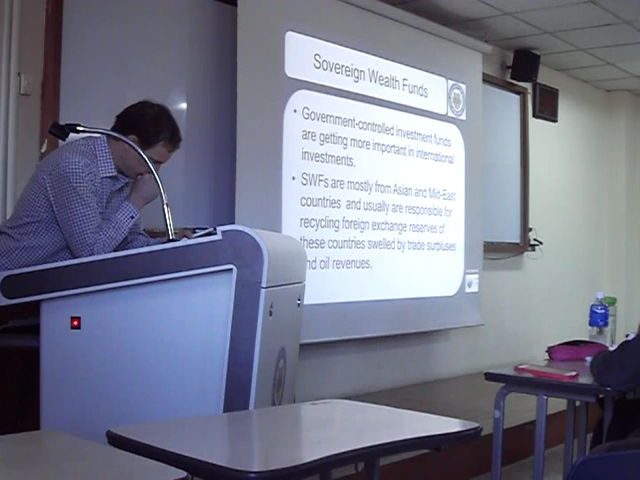 Sovereign Wealth Funds
• Government-controlled investment funds
are getting more important in international
investments.
• SWFs are mostly from Asian and Mid-East
countries and usually are responsible for
recycling foreign exchange reserves of
these countries swelled by trade surpluses
and oil revenues.